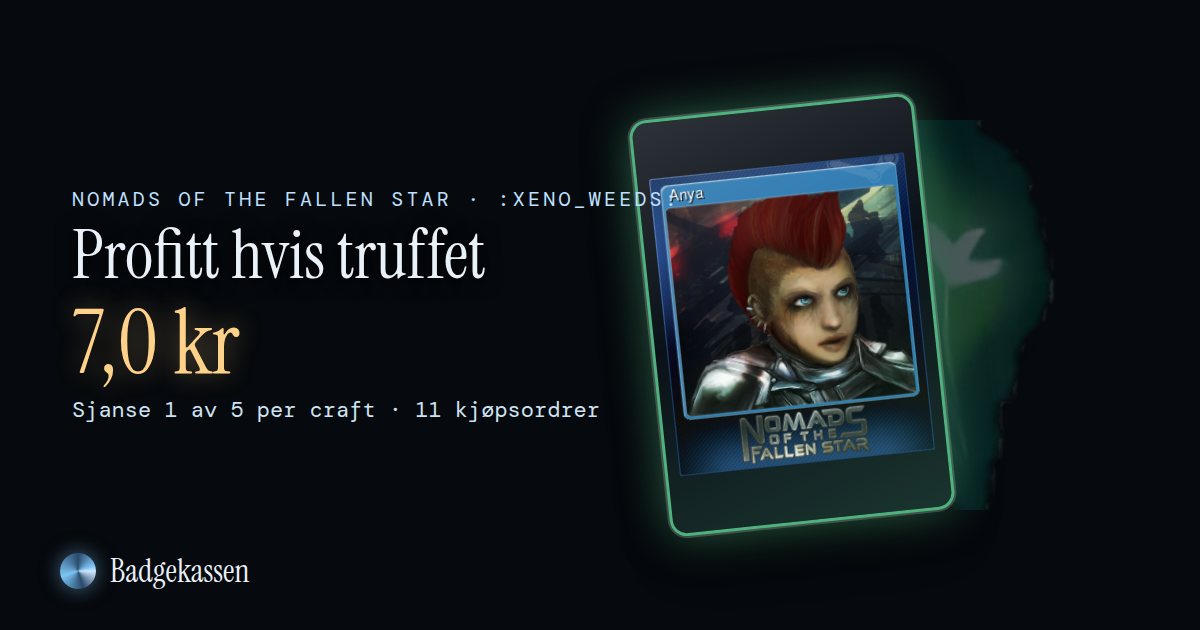 NOMADS OF THE FALLEN STAR · :XENO_WEEDS:
Profitt hvis truffet
7,0 kr
Sjanse 1 av 5 per craft · 11 kjøpsordrer
Badgekassen
Anya
NOMADS
OF THE
FALLEN STAR